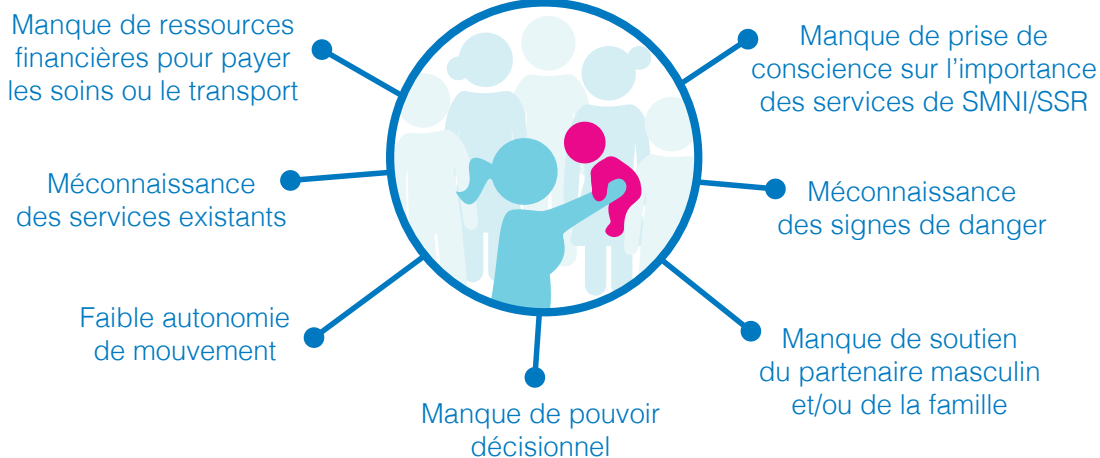 Manque de ressources
financières pour payer
les soins ou le transport
Manque de prise de
conscience sur l'importance
des services de SMNI/SSR
Méconnaissance
des services existants
Méconnaissance
des signes de danger
Faible autonomie
de mouvement
Manque de soutien
du partenaire masculin
et/ou de la famille
Manque de pouvoir
décisionnel